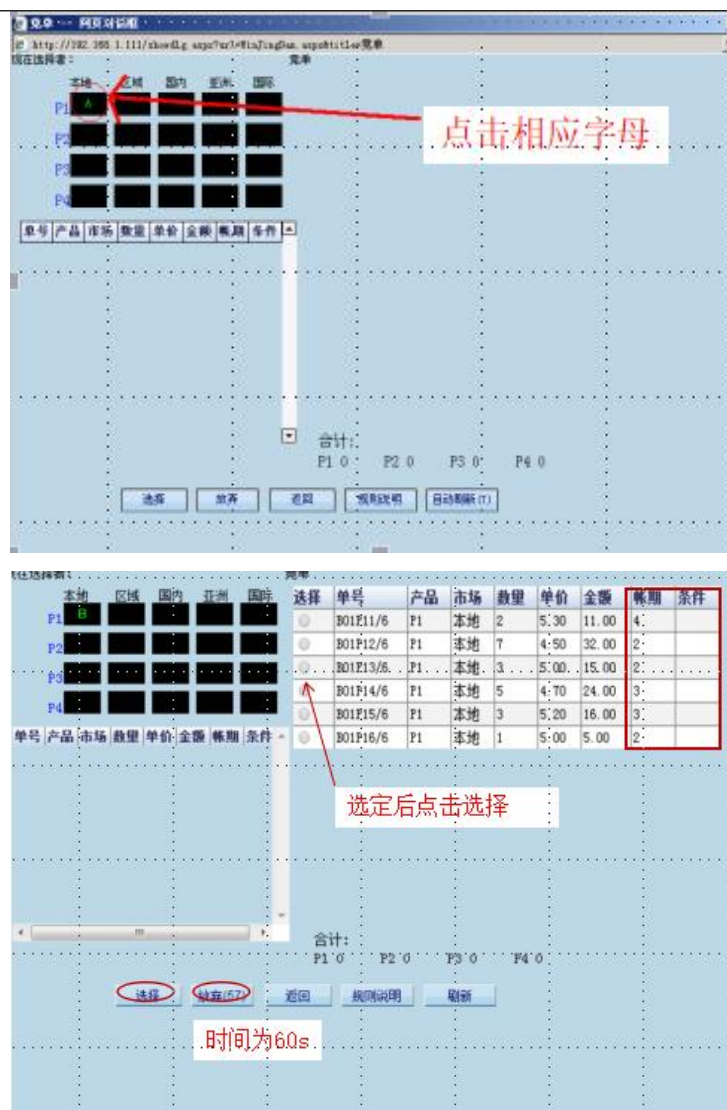 竞单 -- 网页对话框
现在选择者：
竞单
本地 区域 国内 亚洲 国际
P1 A
P2
P3
P4
点击相应字母
单号 产品 市场 数量 单价 金额 帐期 条件
合计:
P1 0 P2 0 P3 0 P4 0
选择 放弃 返回 规则说明 自动刷新(T)
竞单
本地 区域 国内 亚洲 国际
P1 B
P2
P3
P4
选择 单号 产品 市场 数量 单价 金额 帐期 条件
B01P11/6 P1 本地 2 5.30 11.00 4
B01P12/6 P1 本地 7 4.50 32.00 2
B01P13/6 P1 本地 3 5.00 15.00 2
B01P14/6 P1 本地 5 4.70 24.00 3
B01P15/6 P1 本地 3 5.20 16.00 3
B01P16/6 P1 本地 1 5.00 5.00 2
单号 产品 市场 数量 单价 金额 帐期 条件
选定后点击选择
合计:
P1 0 P2 0 P3 0 P4 0
选择 放弃(57) 返回 规则说明 刷新
时间为60s